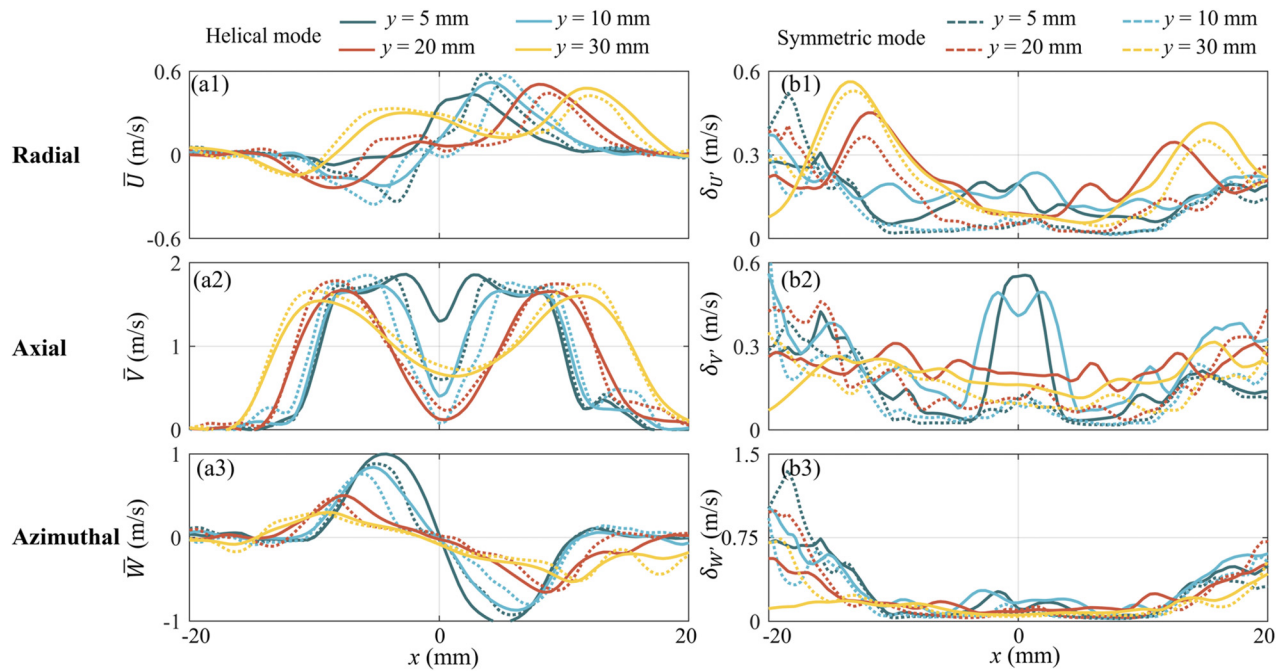 Helical mode
y = 5 mm
y = 10 mm
y = 20 mm
y = 30 mm
Symmetric mode
y = 5 mm
y = 10 mm
y = 20 mm
y = 30 mm
Radial
U̅ (m/s)
0.6
0
-0.6
(a1)
δU' (m/s)
0.6
0.3
0
(b1)
Axial
V̅ (m/s)
2
1
0
(a2)
δV' (m/s)
0.6
0.3
0
(b2)
Azimuthal
W̅ (m/s)
1
0
-1
(a3)
-20
0
20
x (mm)
δW' (m/s)
1.5
0.75
0
(b3)
-20
0
20
x (mm)